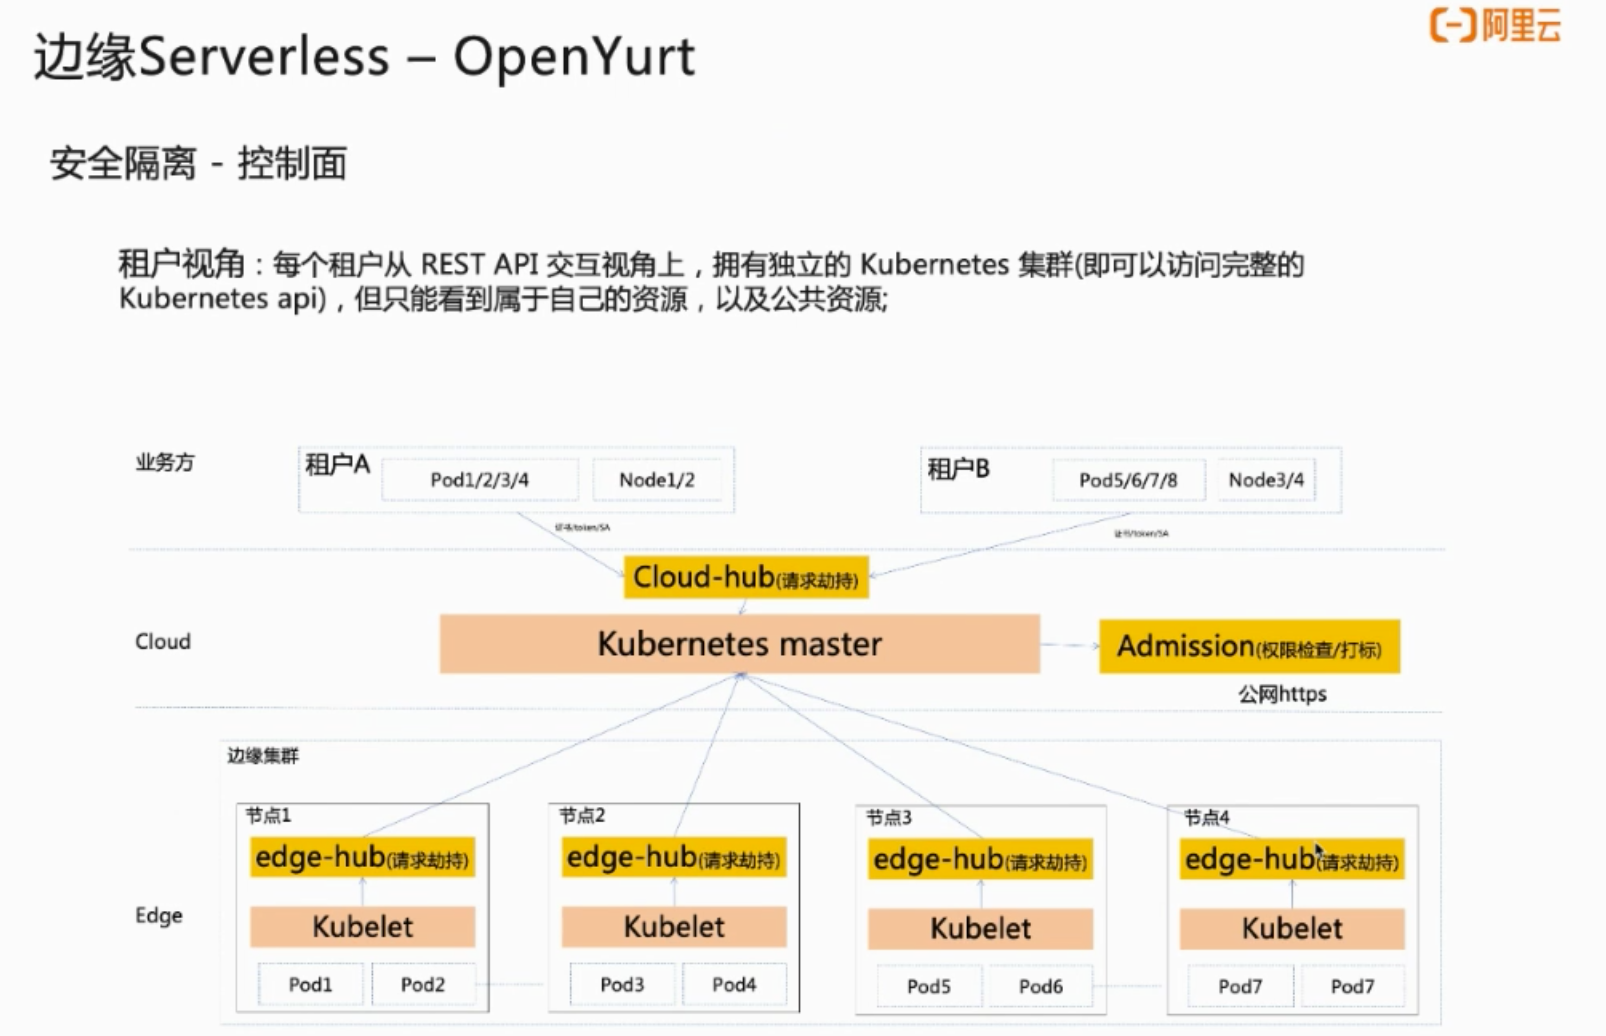 阿里云
边缘Serverless – OpenYurt
安全隔离 - 控制面
租户视角：每个租户从 REST API 交互视角上，拥有独立的 Kubernetes 集群(即可以访问完整的
Kubernetes api)，但只能看到属于自己的资源，以及公共资源;
业务方
租户A
Pod1/2/3/4
Node1/2
租户B
Pod5/6/7/8
Node3/4
证书/token/SA
证书/token/SA
Cloud-hub(请求劫持)
Cloud
Kubernetes master
Admission(权限检查/打标)
公网https
边缘集群
节点1
节点2
节点3
节点4
edge-hub(请求劫持)
edge-hub(请求劫持)
edge-hub(请求劫持)
edge-hub(请求劫持)
Edge
Kubelet
Kubelet
Kubelet
Kubelet
Pod1
Pod2
Pod3
Pod4
Pod5
Pod6
Pod7
Pod7